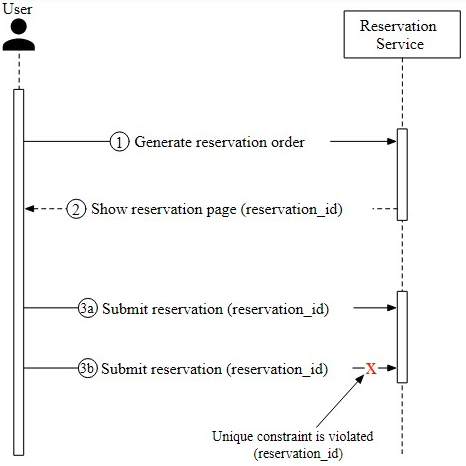 User
Reservation
Service
1 Generate reservation order
2 Show reservation page (reservation_id)
3a Submit reservation (reservation_id)
3b Submit reservation (reservation_id)
X
Unique constraint is violated
(reservation_id)